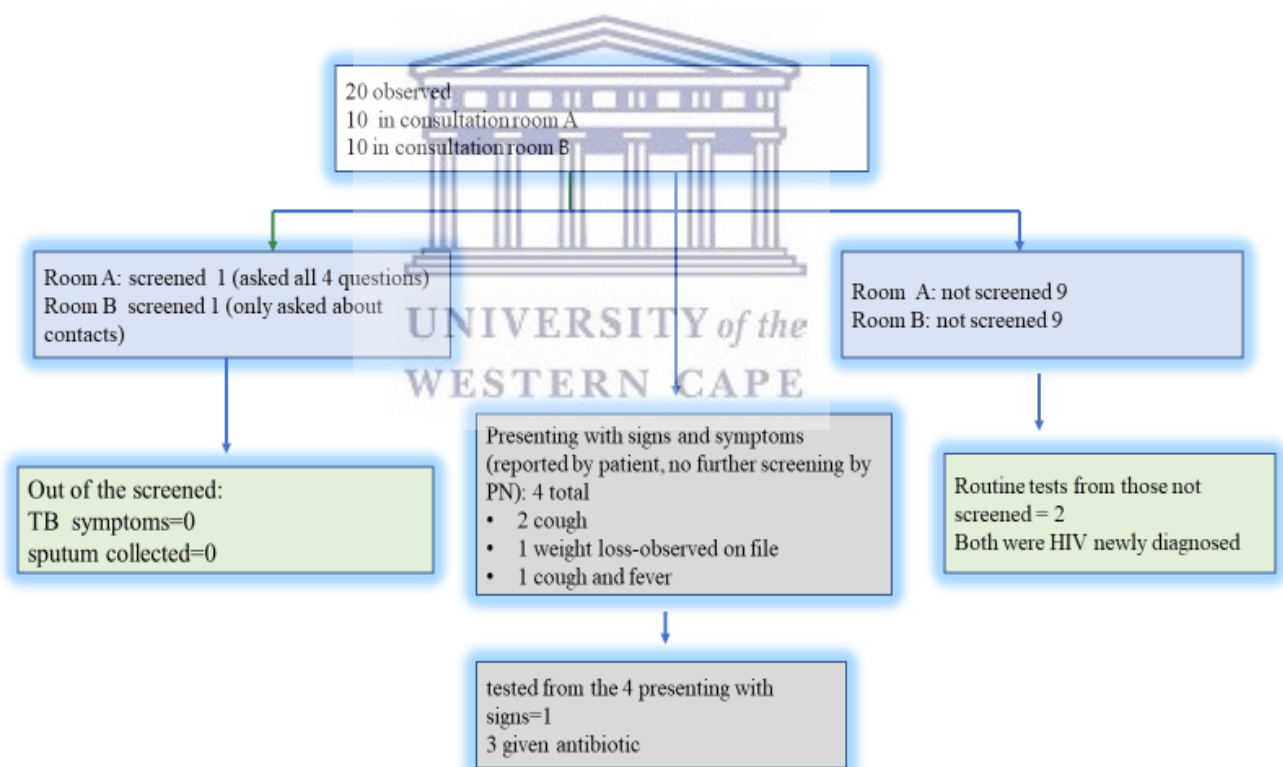 20 observed
10 in consultation room A
10 in consultation room B
Room A: screened 1 (asked all 4 questions)
Room B screened 1 (only asked about
contacts)
Room A: not screened 9
Room B: not screened 9
UNIVERSITY of the
WESTERN CAPE
Out of the screened:
TB symptoms=0
sputum collected=0
Presenting with signs and symptoms
(reported by patient, no further screening by
PN): 4 total
• 2 cough
• 1 weight loss-observed on file
• 1 cough and fever
Routine tests from those not
screened = 2
Both were HIV newly diagnosed
tested from the 4 presenting with
signs=1
3 given antibiotic